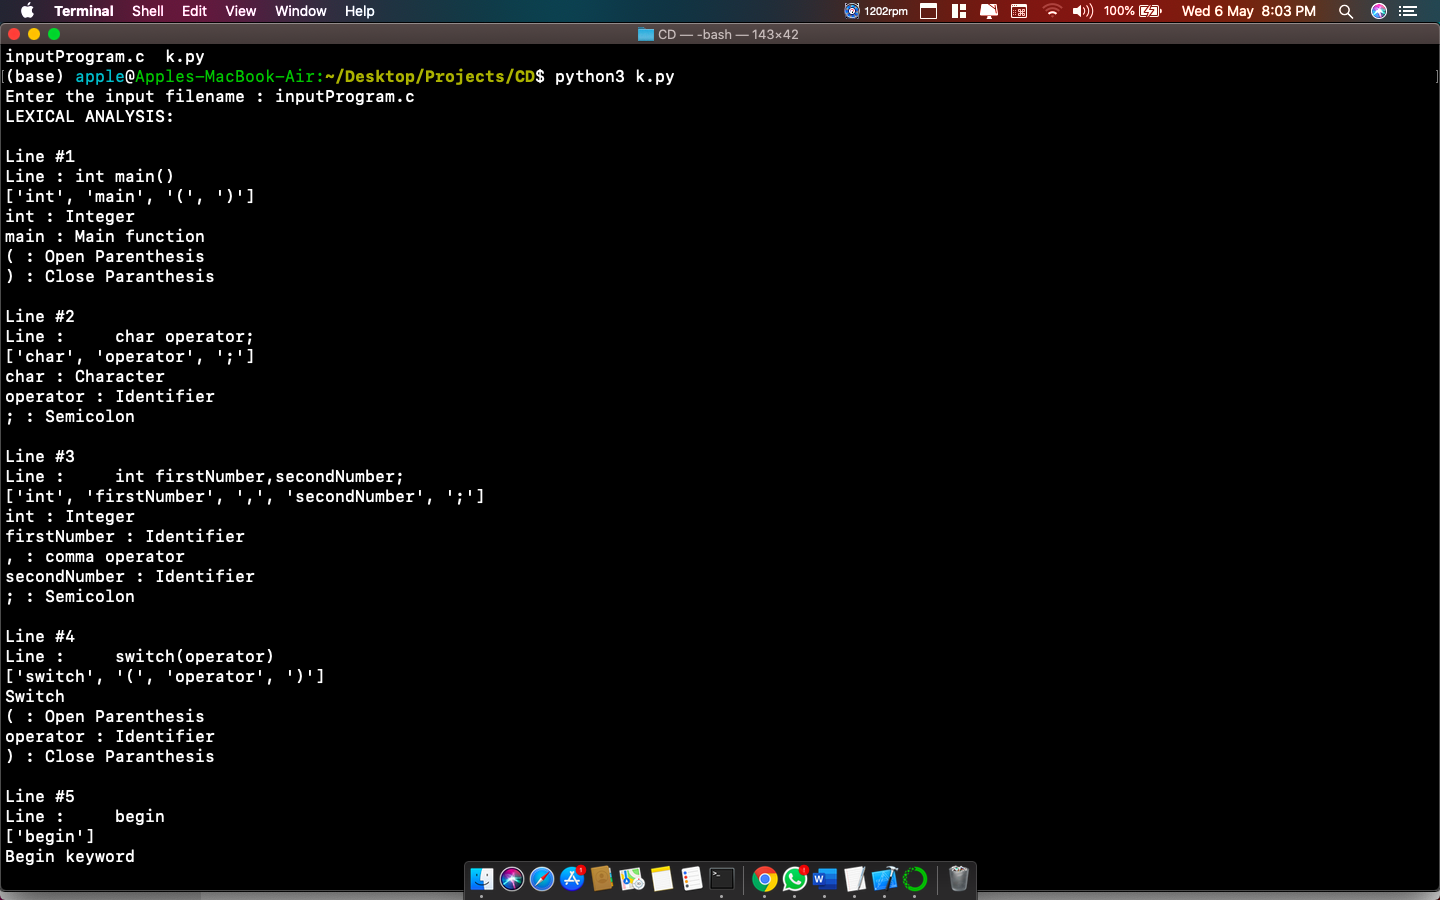 Terminal Shell Edit View Window Help 1202rpm 100% Wed 6 May 8:03 PM
CD — -bash — 143×42
inputProgram.c  k.py
(base) apple@Apples-MacBook-Air:~/Desktop/Projects/CD$ python3 k.py
Enter the input filename : inputProgram.c
LEXICAL ANALYSIS:
Line #1
Line : int main()
['int', 'main', '(', ')']
int : Integer
main : Main function
( : Open Parenthesis
) : Close Paranthesis
Line #2
Line :     char operator;
['char', 'operator', ';']
char : Character
operator : Identifier
; : Semicolon
Line #3
Line :     int firstNumber,secondNumber;
['int', 'firstNumber', ',', 'secondNumber', ';']
int : Integer
firstNumber : Identifier
, : comma operator
secondNumber : Identifier
; : Semicolon
Line #4
Line :     switch(operator)
['switch', '(', 'operator', ')']
Switch
( : Open Parenthesis
operator : Identifier
) : Close Paranthesis
Line #5
Line :     begin
['begin']
Begin keyword